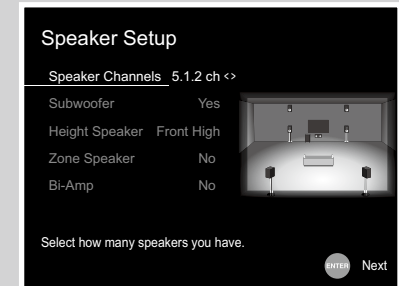 Speaker Setup
Speaker Channels 5.1.2 ch <>
Subwoofer Yes
Height Speaker Front High
Zone Speaker No
Bi-Amp No
Select how many speakers you have.
ENTER Next